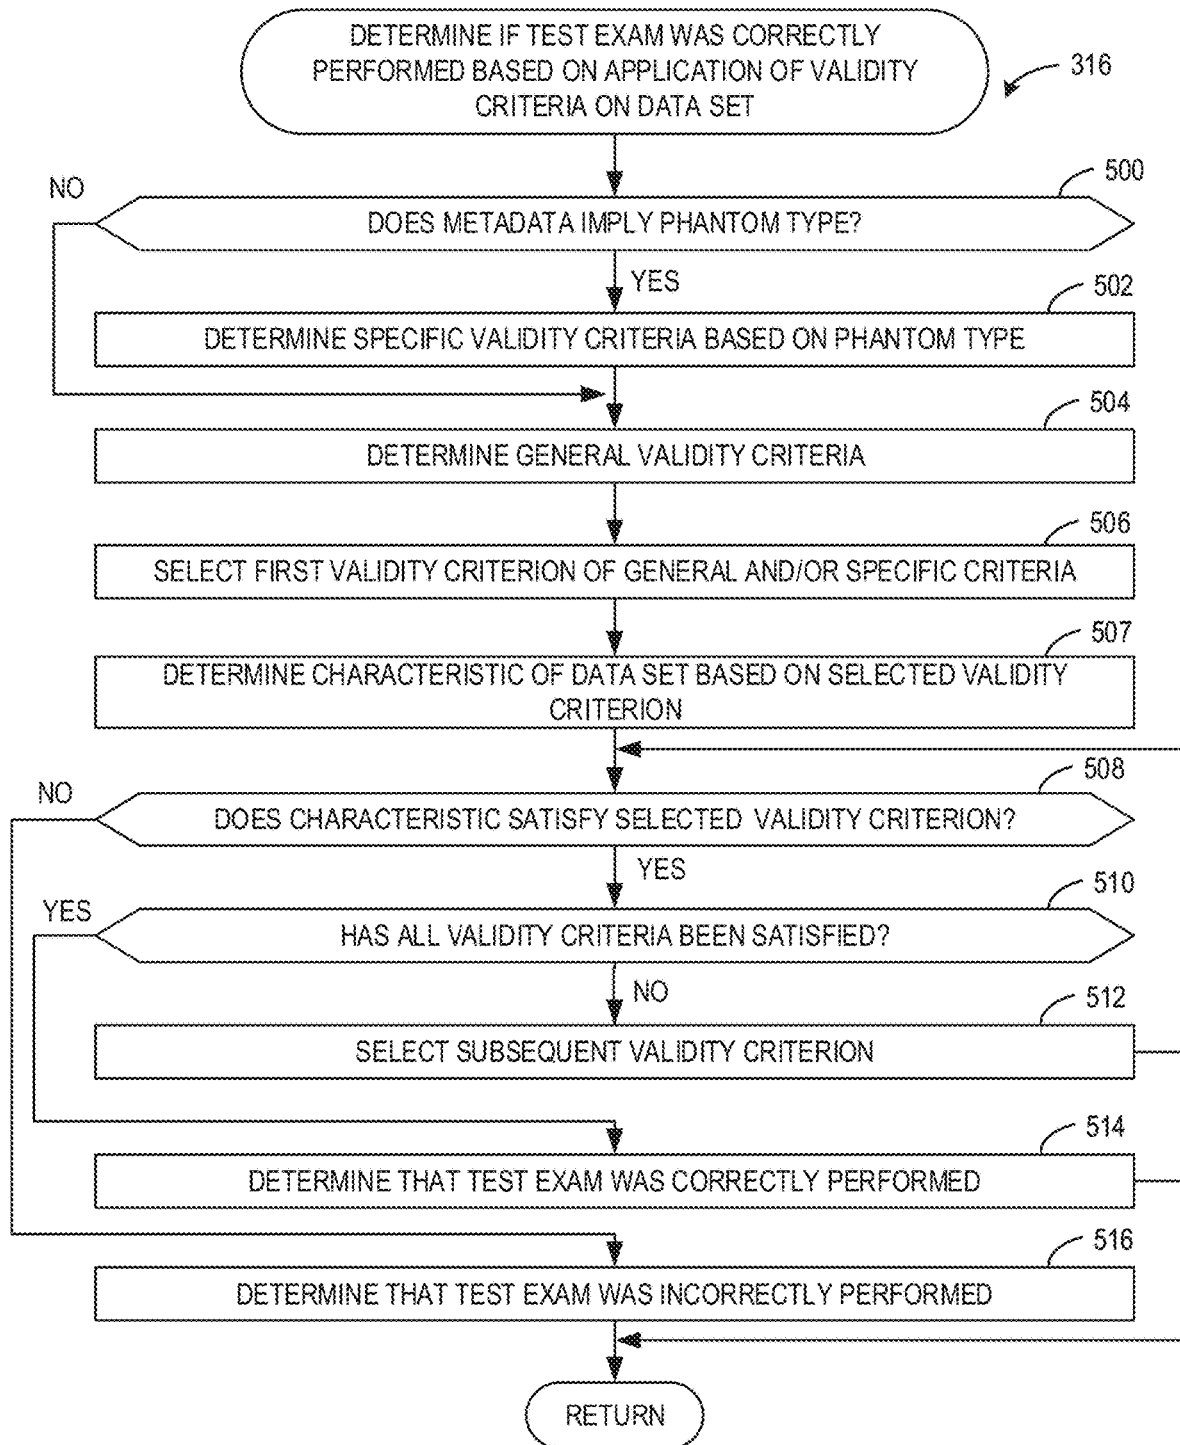 DETERMINE IF TEST EXAM WAS CORRECTLY
PERFORMED BASED ON APPLICATION OF VALIDITY
CRITERIA ON DATA SET
316
500
NO
DOES METADATA IMPLY PHANTOM TYPE?
YES
502
DETERMINE SPECIFIC VALIDITY CRITERIA BASED ON PHANTOM TYPE
504
DETERMINE GENERAL VALIDITY CRITERIA
506
SELECT FIRST VALIDITY CRITERION OF GENERAL AND/OR SPECIFIC CRITERIA
507
DETERMINE CHARACTERISTIC OF DATA SET BASED ON SELECTED VALIDITY
CRITERION
508
NO
DOES CHARACTERISTIC SATISFY SELECTED VALIDITY CRITERION?
YES
510
YES
HAS ALL VALIDITY CRITERIA BEEN SATISFIED?
NO
512
SELECT SUBSEQUENT VALIDITY CRITERION
514
DETERMINE THAT TEST EXAM WAS CORRECTLY PERFORMED
516
DETERMINE THAT TEST EXAM WAS INCORRECTLY PERFORMED
RETURN